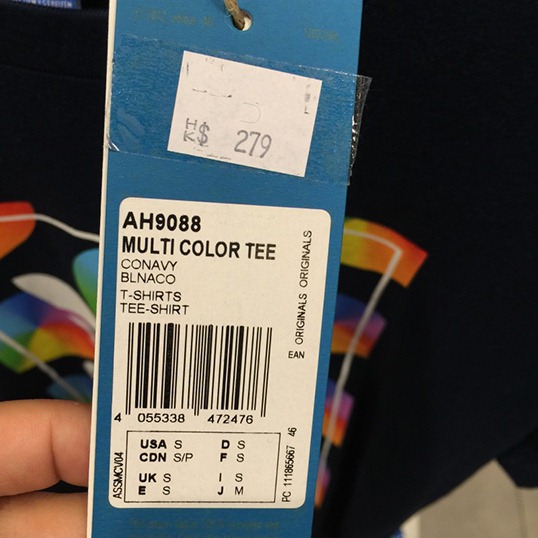 HK$ 279
AH9088
MULTI COLOR TEE
CONAVY
BLNACO
T-SHIRTS
TEE-SHIRT
ORIGINALS ORIGINALS
EAN
4 055338 472476
USA S D S
CDN S/P F S
UK S I S
E S J M
ASSMCV04
PC 111865667 46